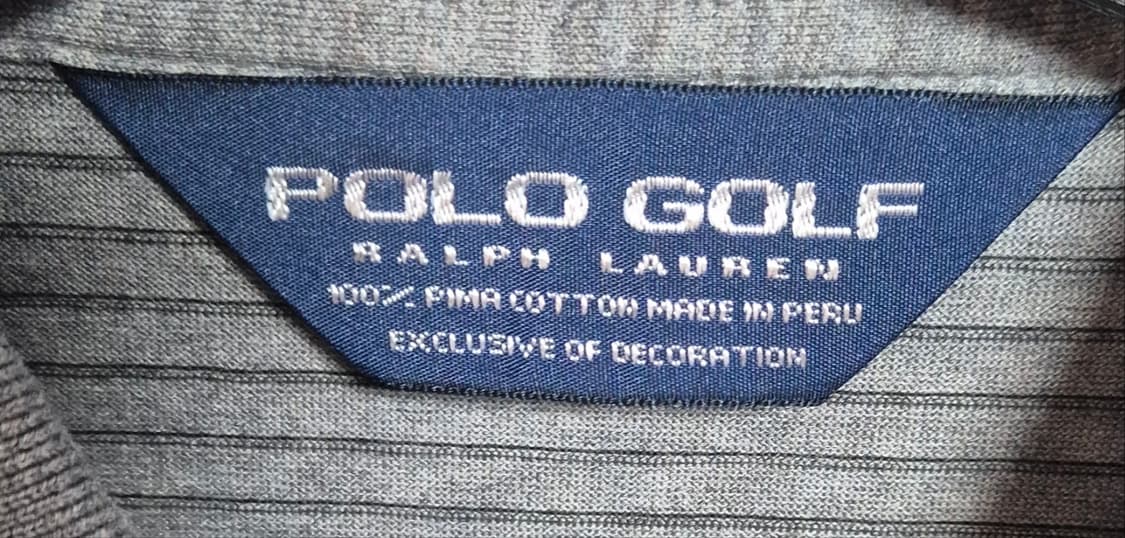 POLO GOLF
RALPH LAUREN
100% PIMA COTTON MADE IN PERU
EXCLUSIVE OF DECORATION